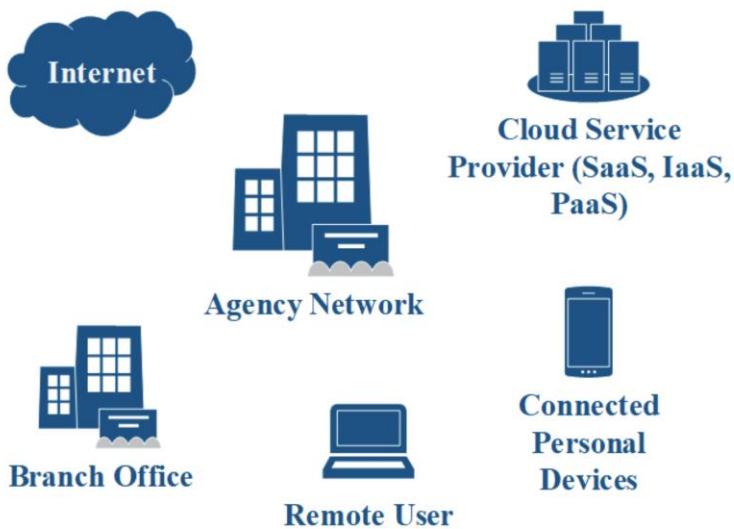 Internet
Cloud Service
Provider (SaaS, IaaS,
PaaS)
Agency Network
Connected
Personal
Devices
Branch Office
Remote User